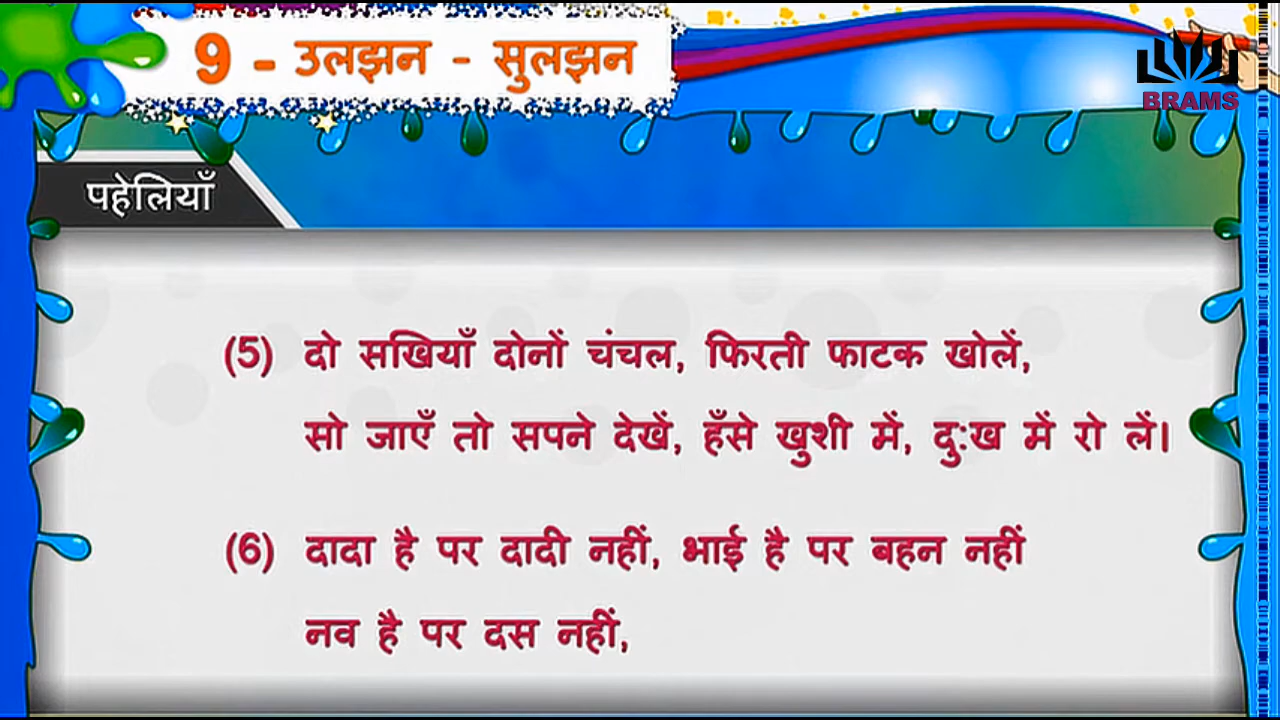 9 - उलझन - सुलझन
BRAMS
पहेलियाँ
(5) दो सखियाँ दोनों चंचल, फिरती फाटक खोलें,
सो जाएँ तो सपने देखें, हँसे खुशी में, दुःख में रो लें।
(6) दादा है पर दादी नहीं, भाई है पर बहन नहीं
नव है पर दस नहीं,